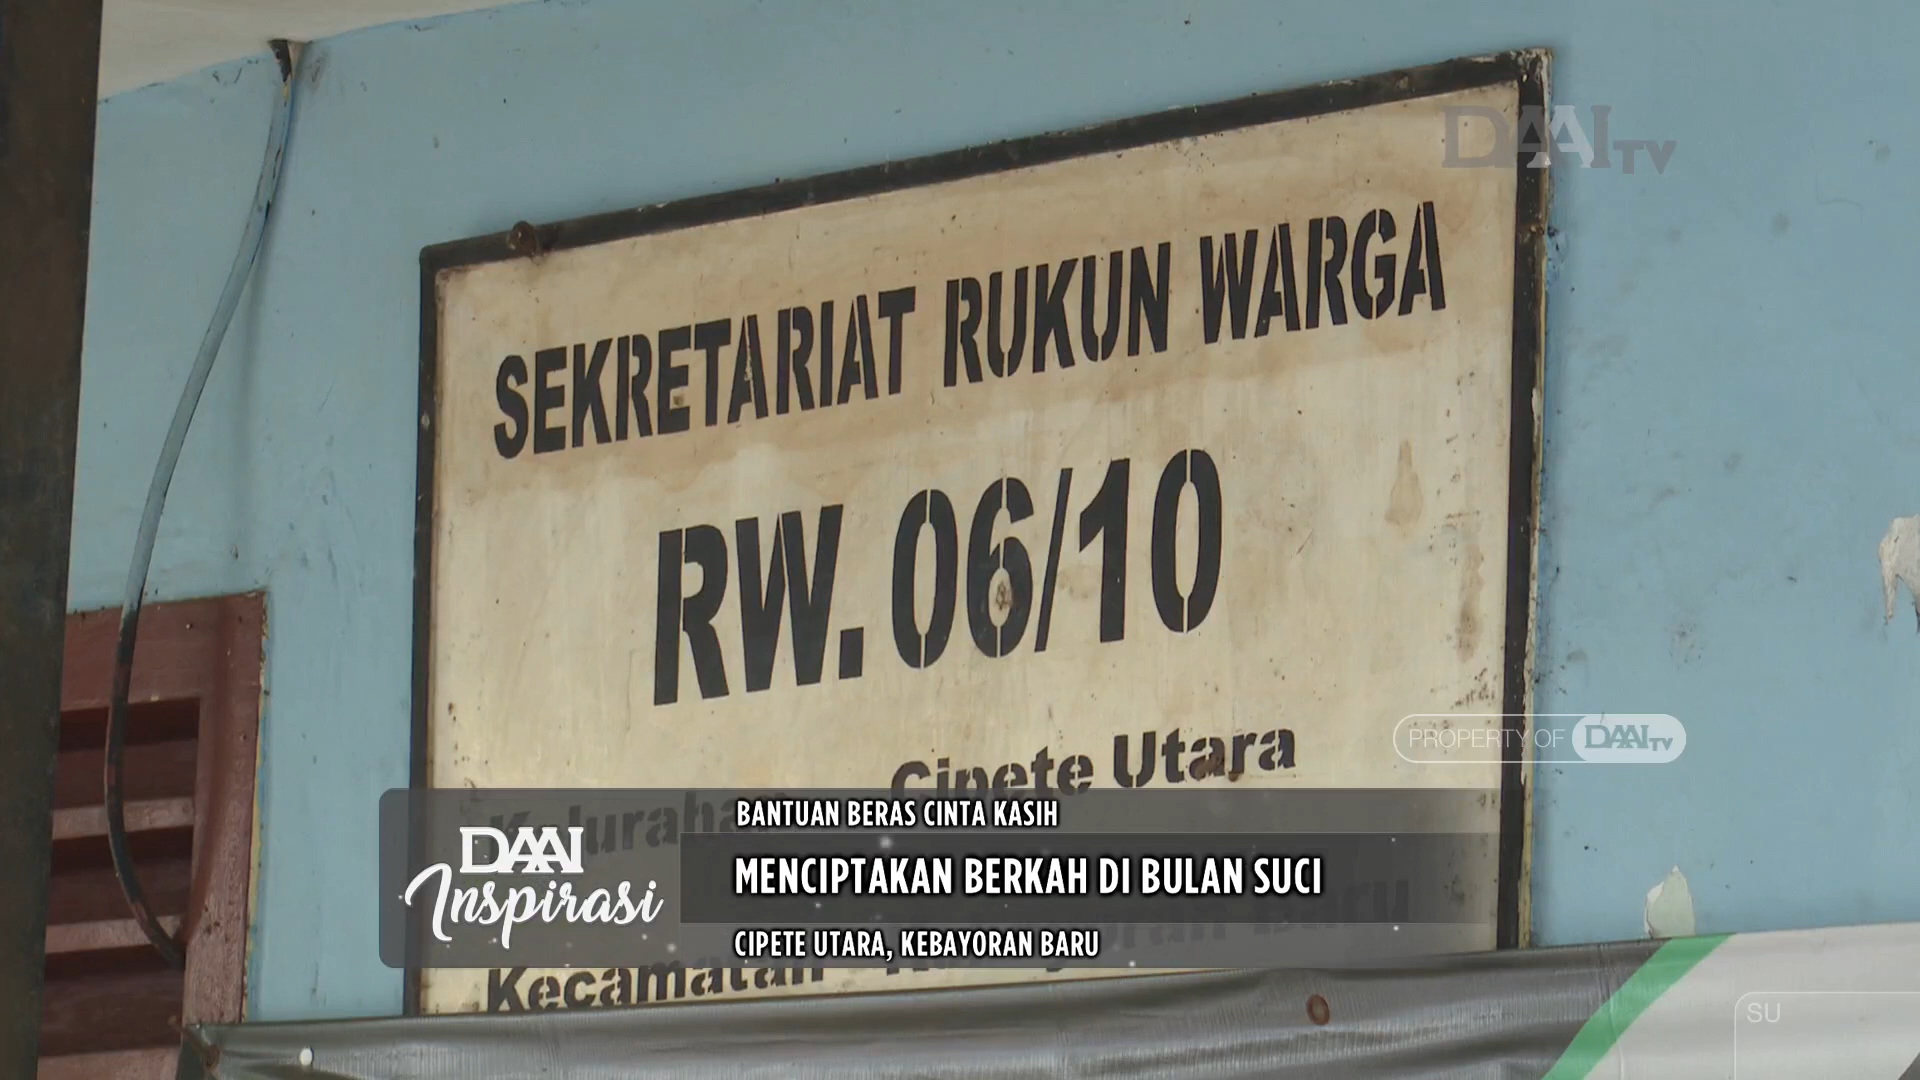 DAAI TV
SEKRETARIAT RUKUN WARGA
RW. 06/10
Cipete Utara
PROPERTY OF DAAI TV
Kelurahan
BANTUAN BERAS CINTA KASIH
DAAI Inspirasi
MENCIPTAKAN BERKAH DI BULAN SUCI
CIPETE UTARA, KEBAYORAN BARU
Kecamatan
SU